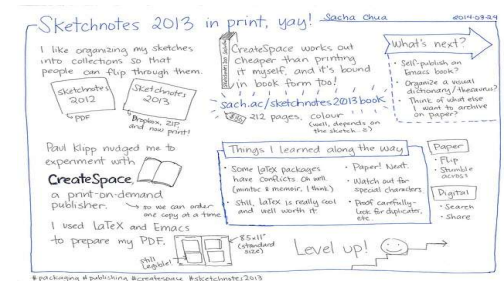 Sketchnotes 2013 in print, yay!
Sacha Chua
2014-03-24
I like organizing my sketches
into collections so that
people can flip through them.
Sketchnotes
2012
PDF
Sketchnotes
2013
Dropbox, ZIP
and now print!
CreateSpace works out
cheaper than printing
it myself, and it's bound
in book form too!
sach.ac/sketchnotes2013book
212 pages, colour
(well, depends on
the sketch...)
What's next?
• Self-publish an
Emacs book?
• Organize a visual
dictionary/thesaurus?
• Think of what else
I want to archive
on paper?
Paul Klipp nudged me to
experiment with
CreateSpace,
a print-on-demand
publisher.
so we can order
one copy at a time
I used LaTeX and Emacs
to prepare my PDF.
still
legible!
8.5x11"
(standard
size)
Things I learned along the way
• Some LaTeX packages
have conflicts. Oh well.
(minitoc & memoir, I think.)
• Still, LaTeX is really cool
and well worth it.
• Paper! Neat.
• Watch out for
special characters.
• Proof carefully-
look for duplicates,
etc.
Paper
• Flip
• Stumble
across
Digital
• Search
• Share
Level up!
#packaging #publishing #createspace #sketchnotes2013